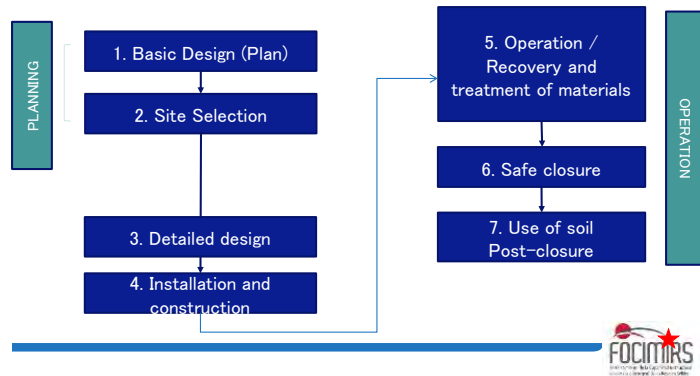 PLANNING
1. Basic Design (Plan)
2. Site Selection
3. Detailed design
4. Installation and
construction
5. Operation /
Recovery and
treatment of materials
6. Safe closure
7. Use of soil
Post-closure
OPERATION
FOCIMIRS